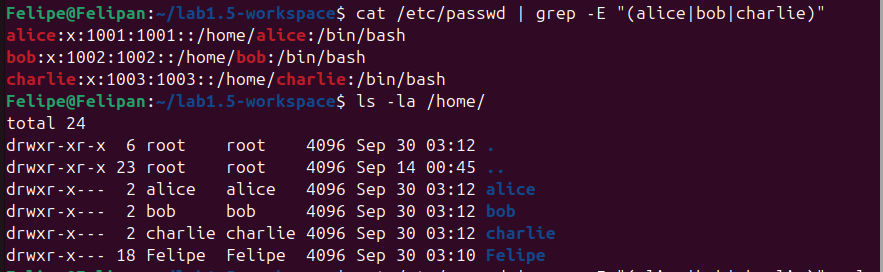 Felipe@Felipan:~/lab1.5-workspace$ cat /etc/passwd | grep -E "(alice|bob|charlie)"
alice:x:1001:1001::/home/alice:/bin/bash
bob:x:1002:1002::/home/bob:/bin/bash
charlie:x:1003:1003::/home/charlie:/bin/bash
Felipe@Felipan:~/lab1.5-workspace$ ls -la /home/
total 24
drwxr-xr-x  6 root    root    4096 Sep 30 03:12 .
drwxr-xr-x 23 root    root    4096 Sep 14 00:45 ..
drwxr-x---  2 alice   alice   4096 Sep 30 03:12 alice
drwxr-x---  2 bob     bob     4096 Sep 30 03:12 bob
drwxr-x---  2 charlie charlie 4096 Sep 30 03:12 charlie
drwxr-x--- 18 Felipe  Felipe  4096 Sep 30 03:10 Felipe